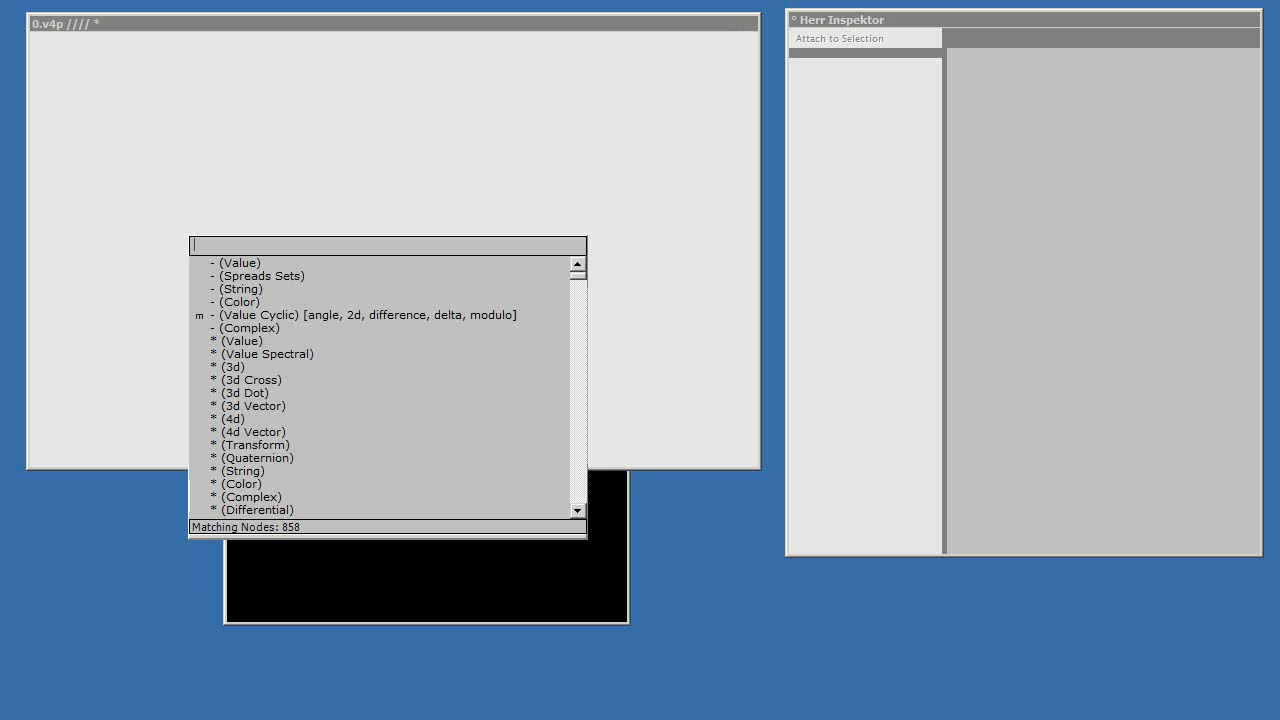 0.v4p //// *
° Herr Inspektor
Attach to Selection
- (Value)
- (Spreads Sets)
- (String)
- (Color)
m - (Value Cyclic) [angle, 2d, difference, delta, modulo]
- (Complex)
* (Value)
* (Value Spectral)
* (3d)
* (3d Cross)
* (3d Dot)
* (3d Vector)
* (4d)
* (4d Vector)
* (Transform)
* (Quaternion)
* (String)
* (Color)
* (Complex)
* (Differential)
Matching Nodes: 858